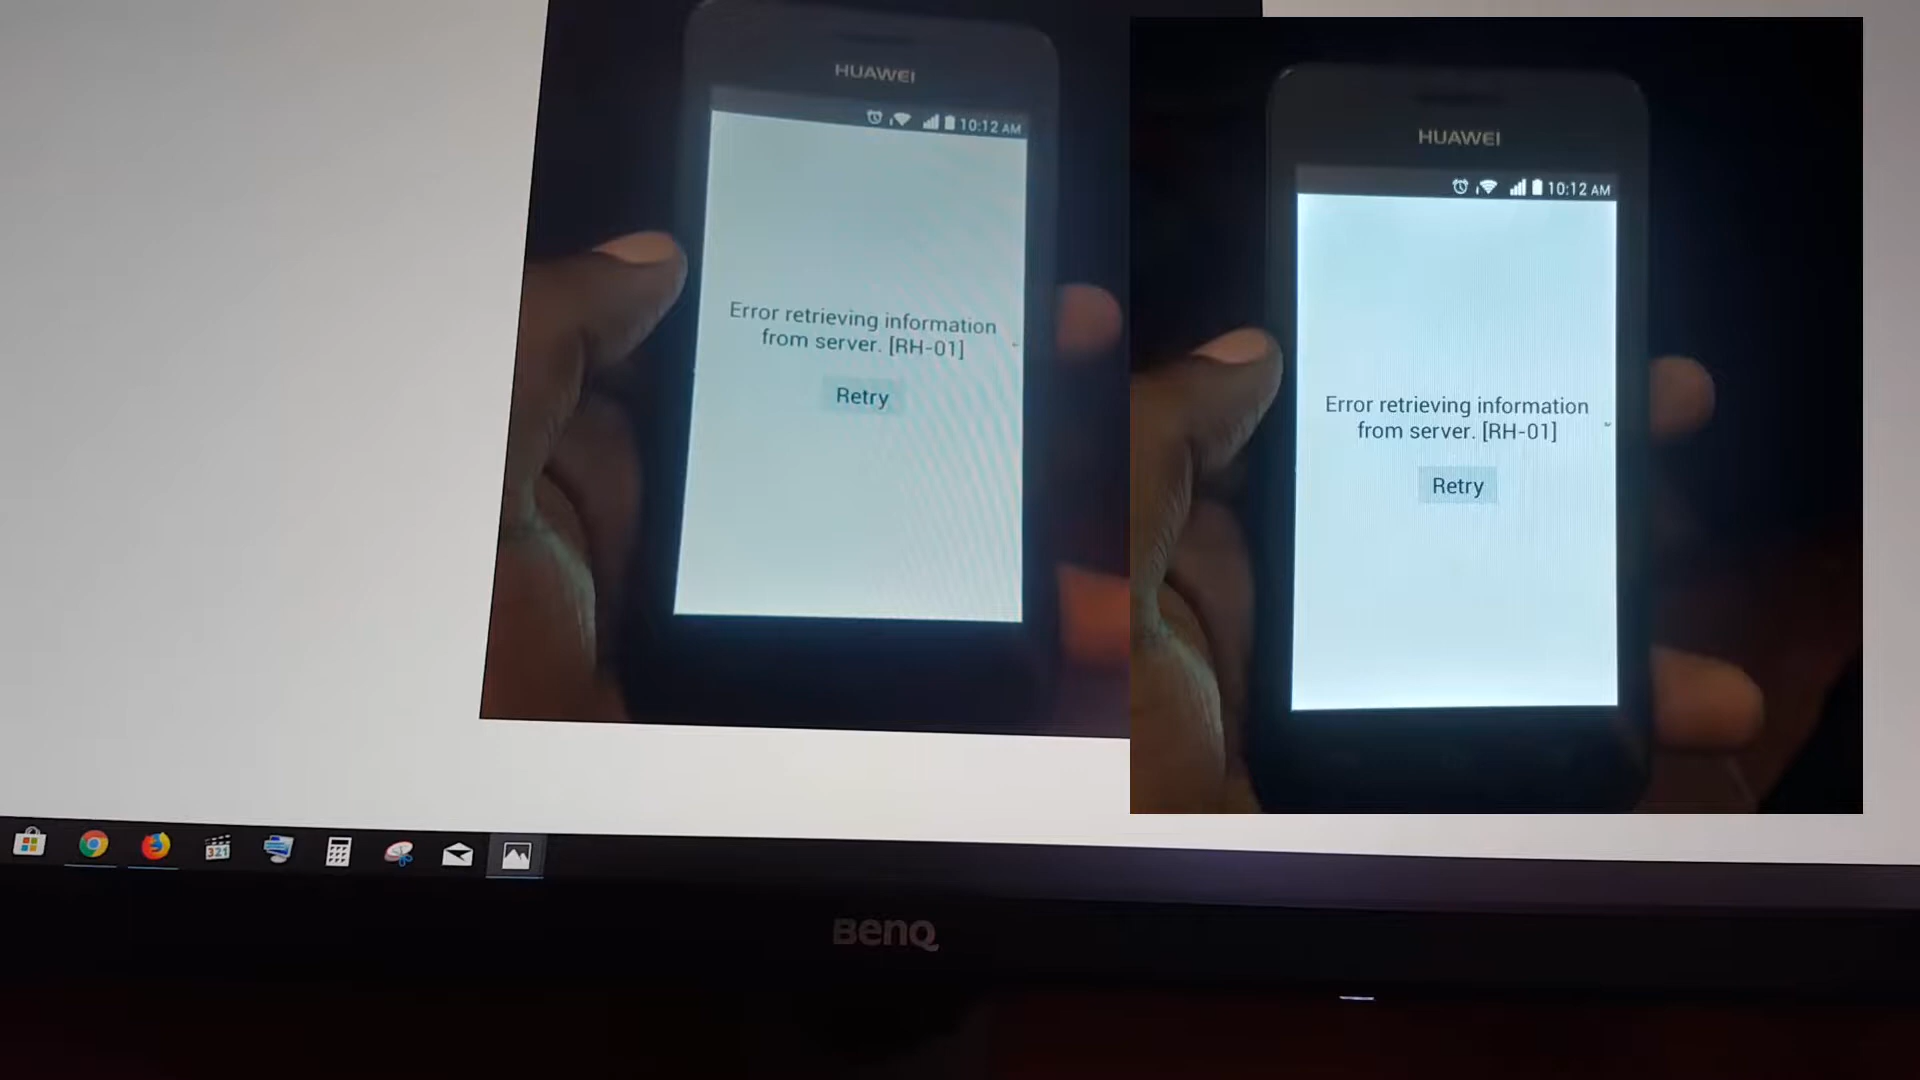 HUAWEI
10:12 AM
Error retrieving information
from server. [RH-01]
Retry
HUAWEI
10:12 AM
Error retrieving information
from server. [RH-01]
Retry
321
BenQ